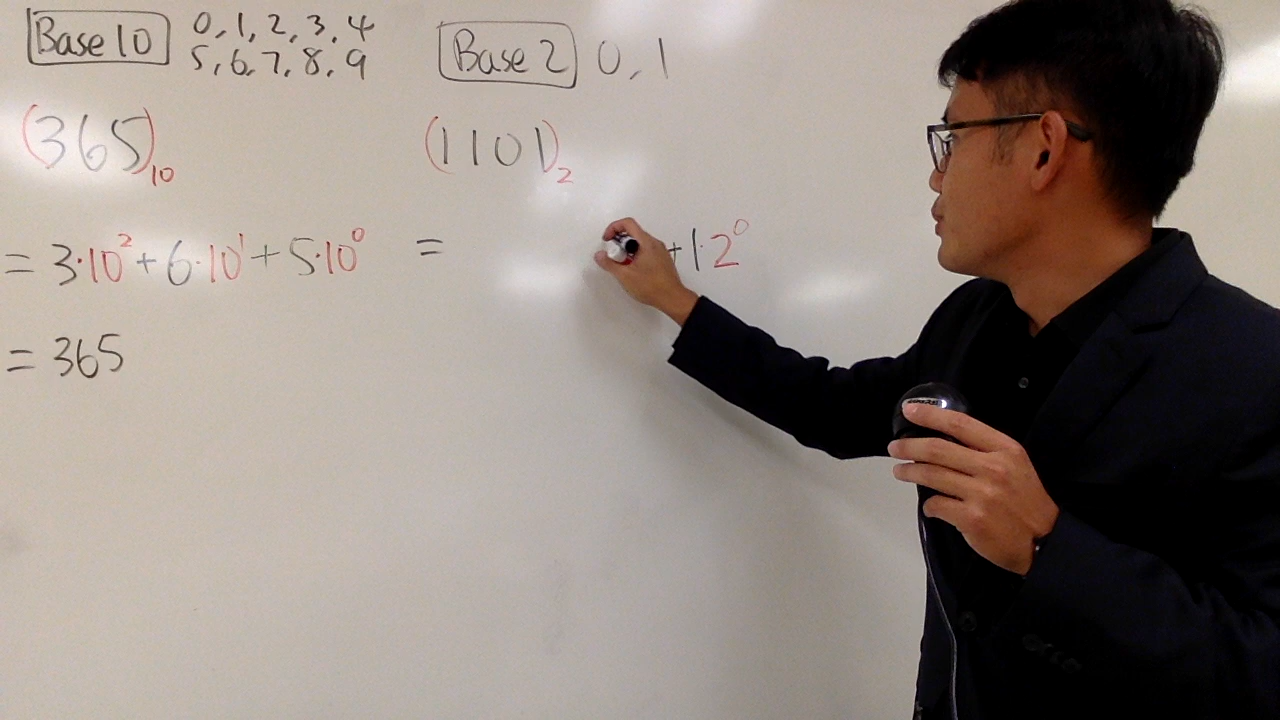 Base 10 0, 1, 2, 3, 4
5, 6, 7, 8, 9
Base 2 0, 1
(365)₁₀
(1101)₂
= 3·10² + 6·10¹ + 5·10⁰
= +1·2⁰
= 365